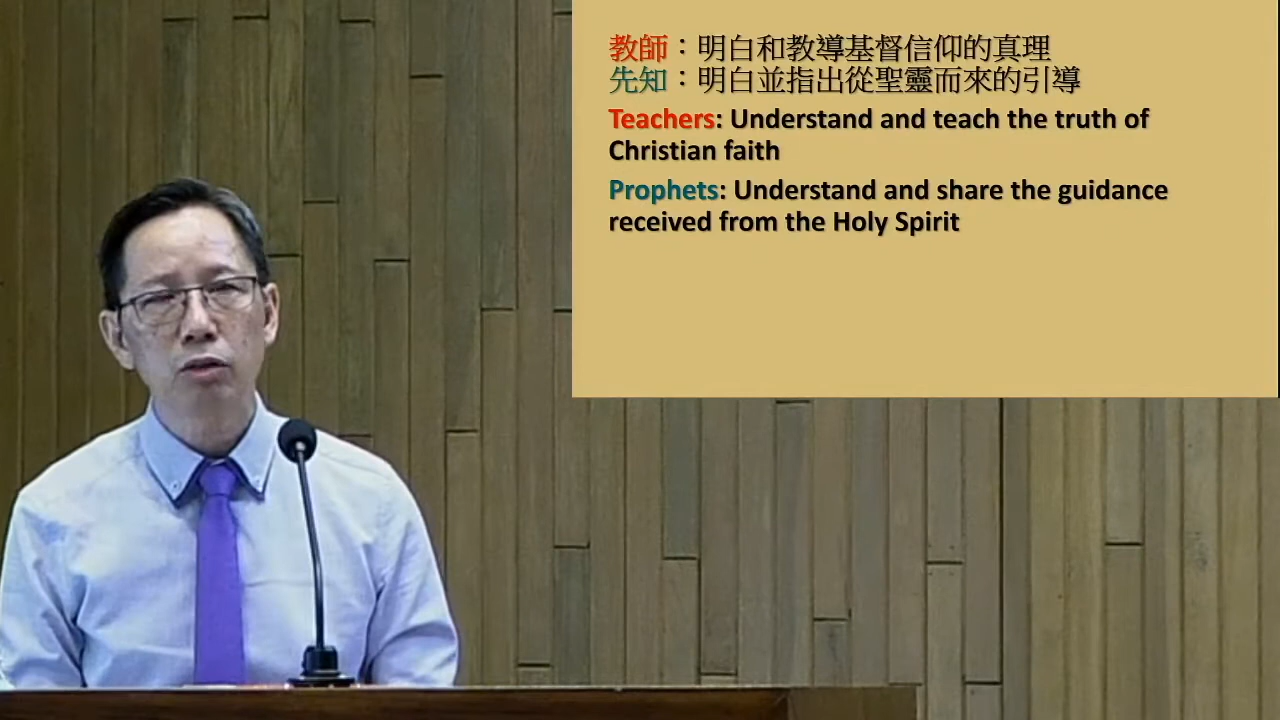 教師：明白和教導基督信仰的真理
先知：明白並指出從聖靈而來的引導
Teachers: Understand and teach the truth of
Christian faith
Prophets: Understand and share the guidance
received from the Holy Spirit